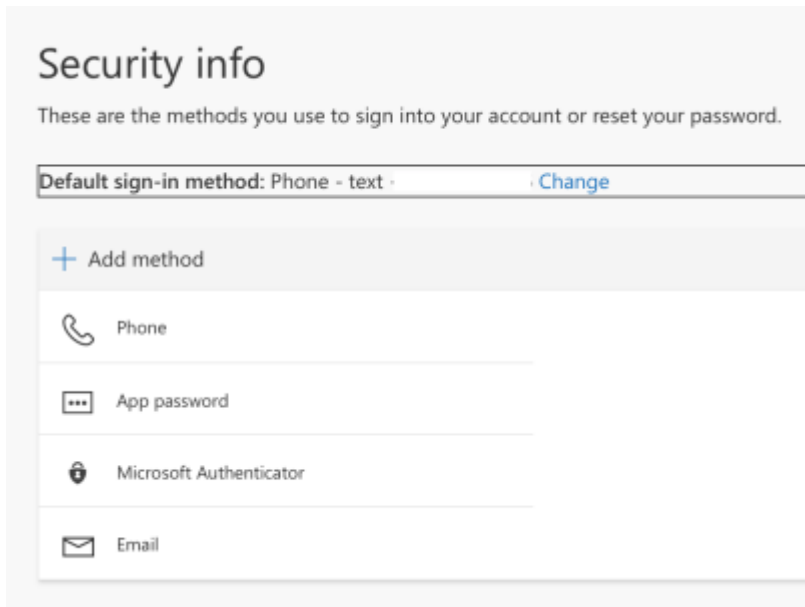 Security info
These are the methods you use to sign into your account or reset your password.
Default sign-in method: Phone - text - Change
Add method
Phone
App password
Microsoft Authenticator
Email